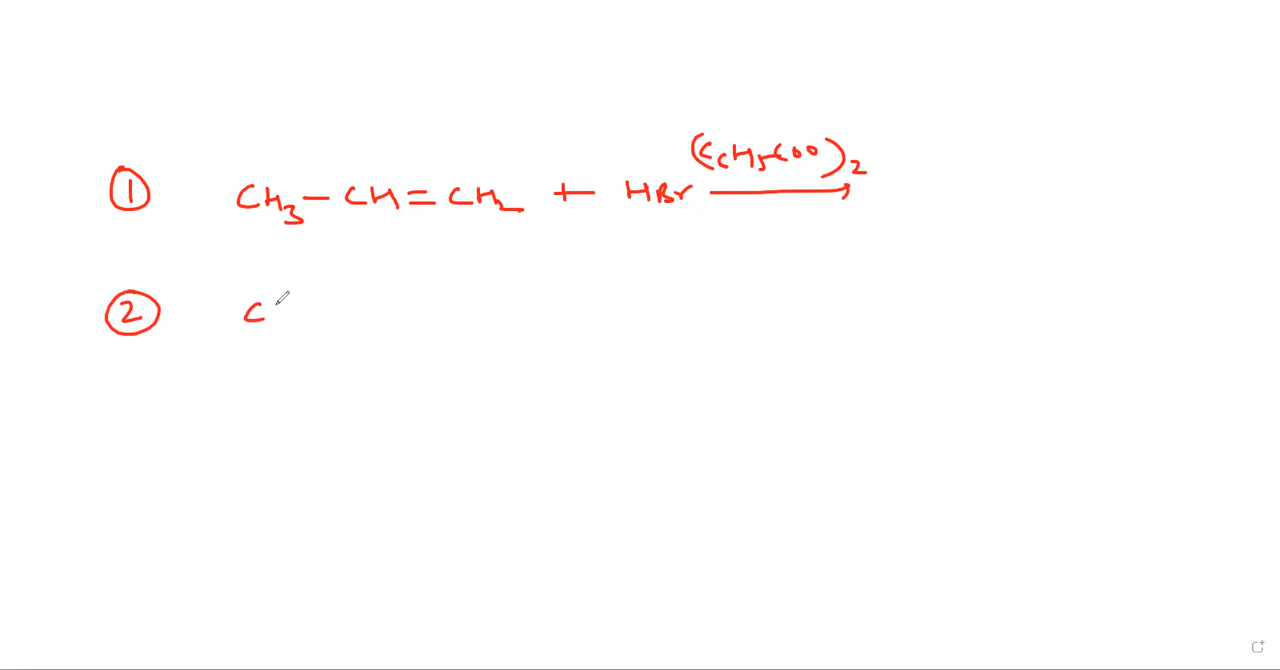 (C6H5COO)2
① CH3 – CH = CH2 + HBr ⟶
② C